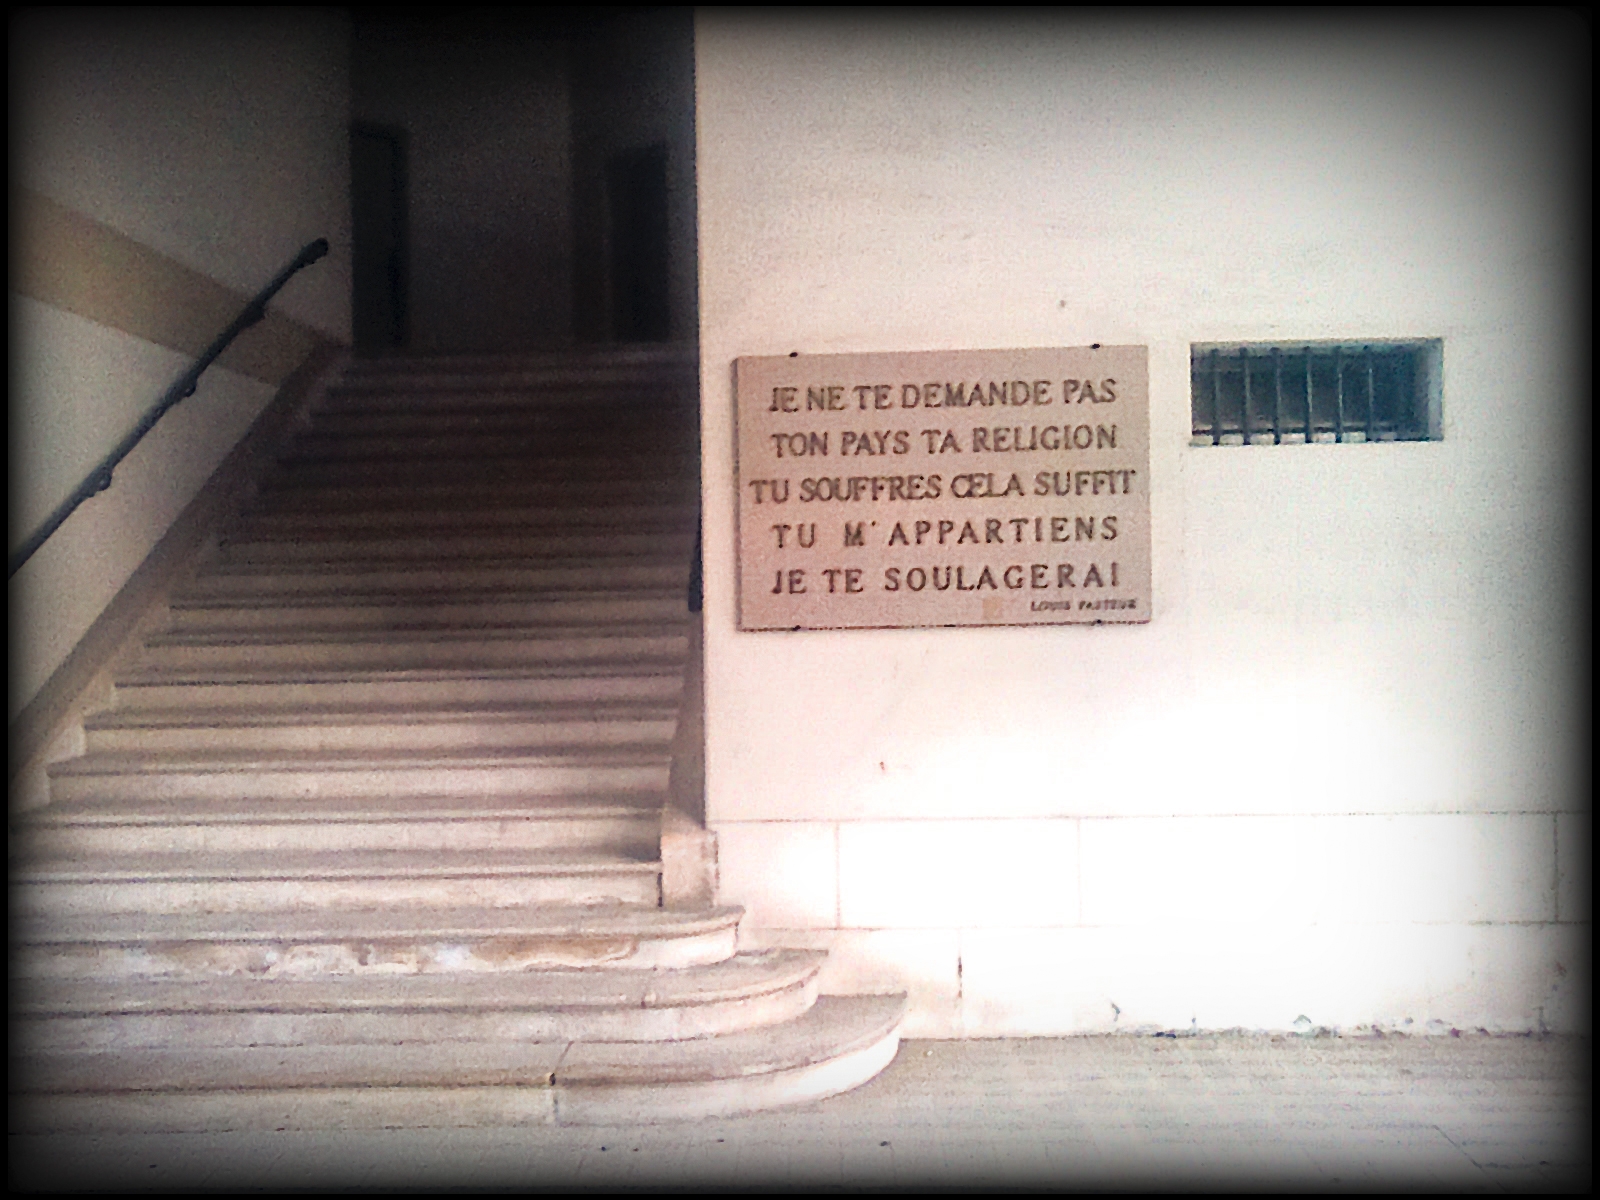 JE NE TE DEMANDE PAS
TON PAYS TA RELIGION
TU SOUFFRES CELA SUFFIT
TU M'APPARTIENS
JE TE SOULAGERAI
LOUIS PASTEUR